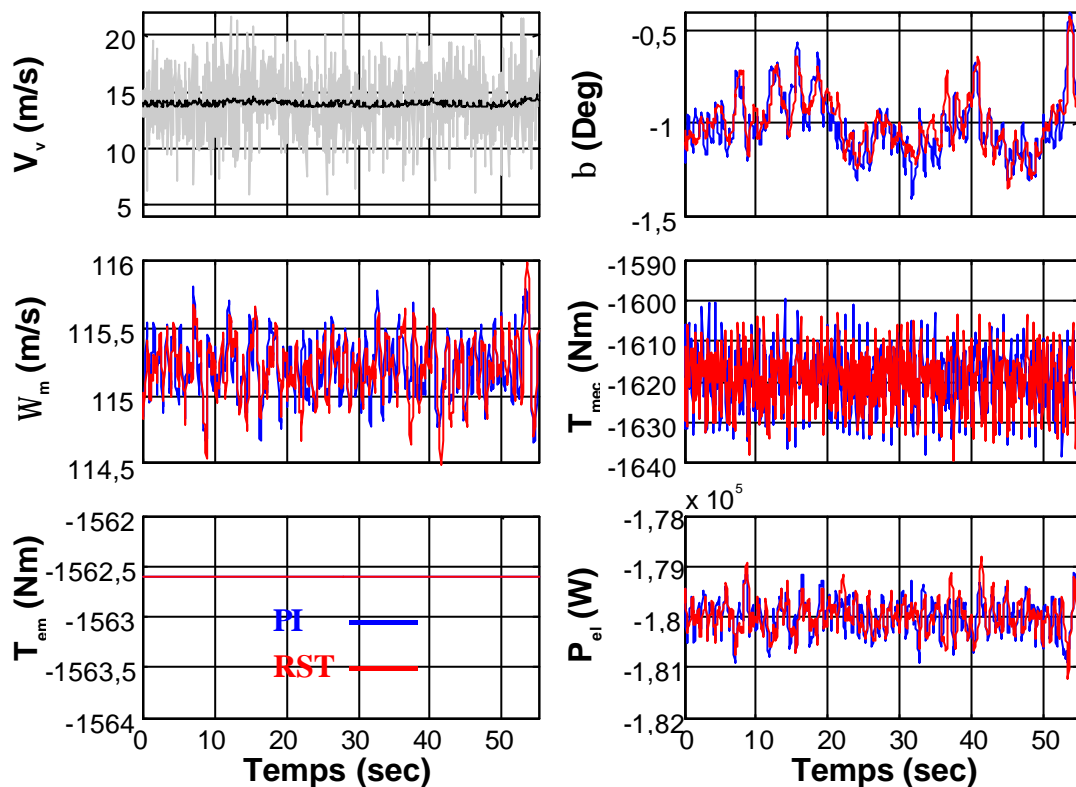 V_v (m/s)
20
15
10
5
b (Deg)
-0,5
-1
-1,5
W_m (m/s)
116
115,5
115
114,5
T_mec (Nm)
-1590
-1600
-1610
-1620
-1630
-1640
T_em (Nm)
-1562
-1562,5
-1563
-1563,5
-1564
PI
RST
0 10 20 30 40 50
Temps (sec)
x 10^5
P_el (W)
-1,78
-1,79
-1,8
-1,81
-1,82
0 10 20 30 40 50
Temps (sec)